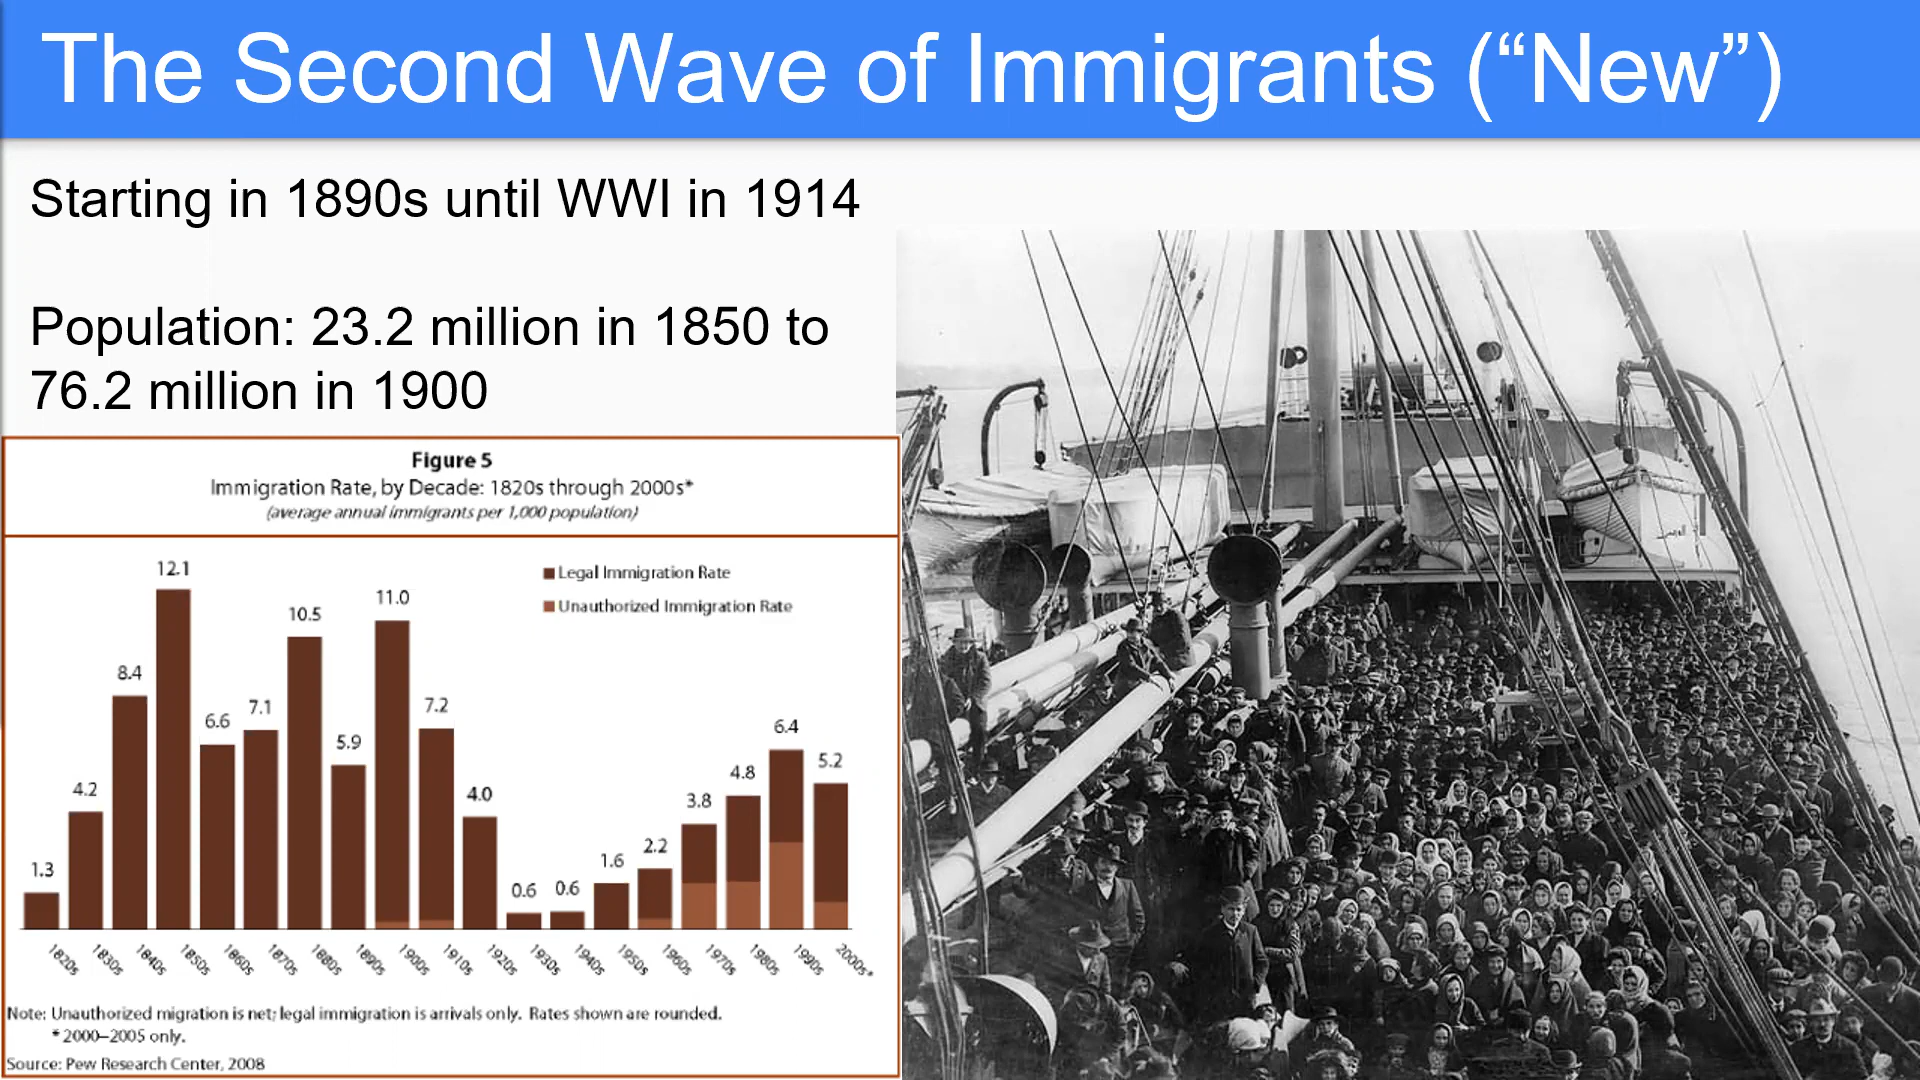 The Second Wave of Immigrants (“New”)
Starting in 1890s until WWI in 1914
Population: 23.2 million in 1850 to
76.2 million in 1900
Figure 5
Immigration Rate, by Decade: 1820s through 2000s*
(average annual immigrants per 1,000 population)
Legal Immigration Rate
Unauthorized Immigration Rate
1.3
4.2
8.4
12.1
6.6
7.1
10.5
5.9
11.0
7.2
4.0
0.6
0.6
1.6
2.2
3.8
4.8
6.4
5.2
1820s
1830s
1840s
1850s
1860s
1870s
1880s
1890s
1900s
1910s
1920s
1930s
1940s
1950s
1960s
1970s
1980s
1990s
2000s*
Note: Unauthorized migration is net; legal immigration is arrivals only. Rates shown are rounded.
* 2000–2005 only.
Source: Pew Research Center, 2008